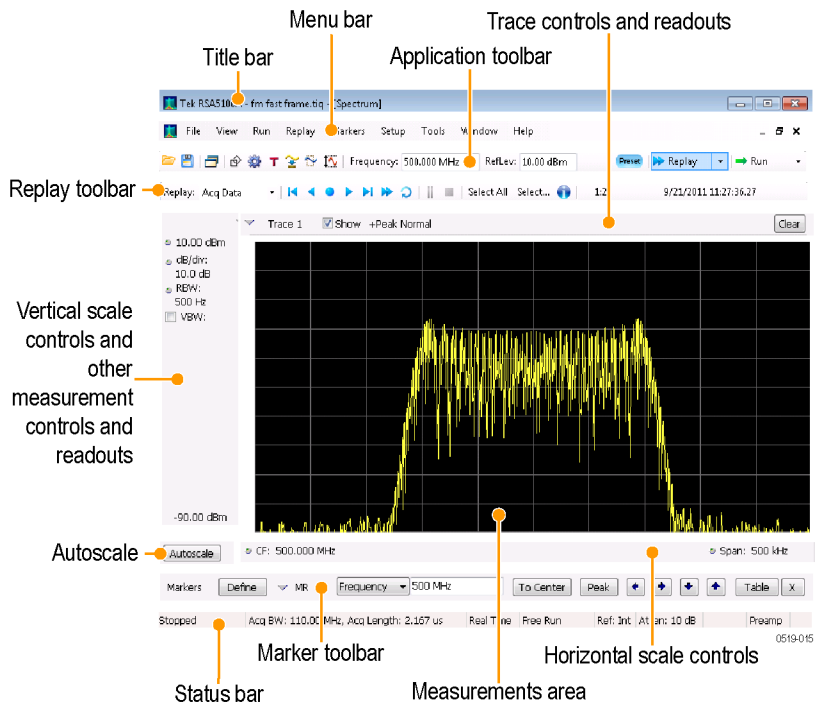 Menu bar
Trace controls and readouts
Title bar
Application toolbar
Tek RSA510 - fm fast frame.tiq - [Spectrum]
File View Run Replay Markers Setup Tools Window Help
T Frequency: 500.000 MHz RefLev: 10.00 dBm Preset Replay Run
Replay toolbar
Replay: Acq Data Select All Select... 1:2 9/21/2011 11:27:36.27
Trace 1 Show +Peak Normal Clear
10.00 dBm
dB/div:
10.0 dB
RBW:
500 Hz
VBW:
Vertical scale
controls and
other
measurement
controls and
readouts
-90.00 dBm
Autoscale
Autoscale CF: 500.000 MHz Span: 500 kHz
Markers Define MR Frequency 500 MHz To Center Peak Table X
Stopped Acq BW: 110.00 MHz, Acq Length: 2.167 us Real Time Free Run Ref: Int Atten: 10 dB Preamp
0519-015
Marker toolbar
Horizontal scale controls
Status bar
Measurements area